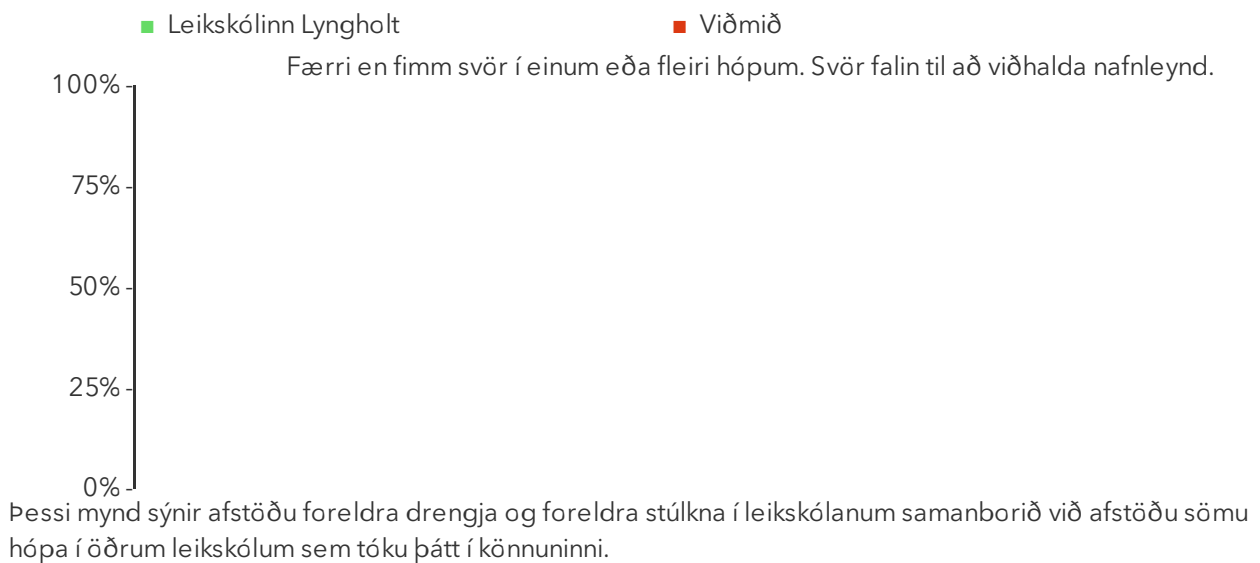 Leikskólinn Lyngholt Viðmið
Færri en fimm svör í einum eða fleiri hópum. Svör falin til að viðhalda nafnleynd.
100%
75%
50%
25%
0%
Þessi mynd sýnir afstöðu foreldra drengja og foreldra stúlkna í leikskólanum samanborið við afstöðu sömu
hópa í öðrum leikskólum sem tóku þátt í könnuninni.